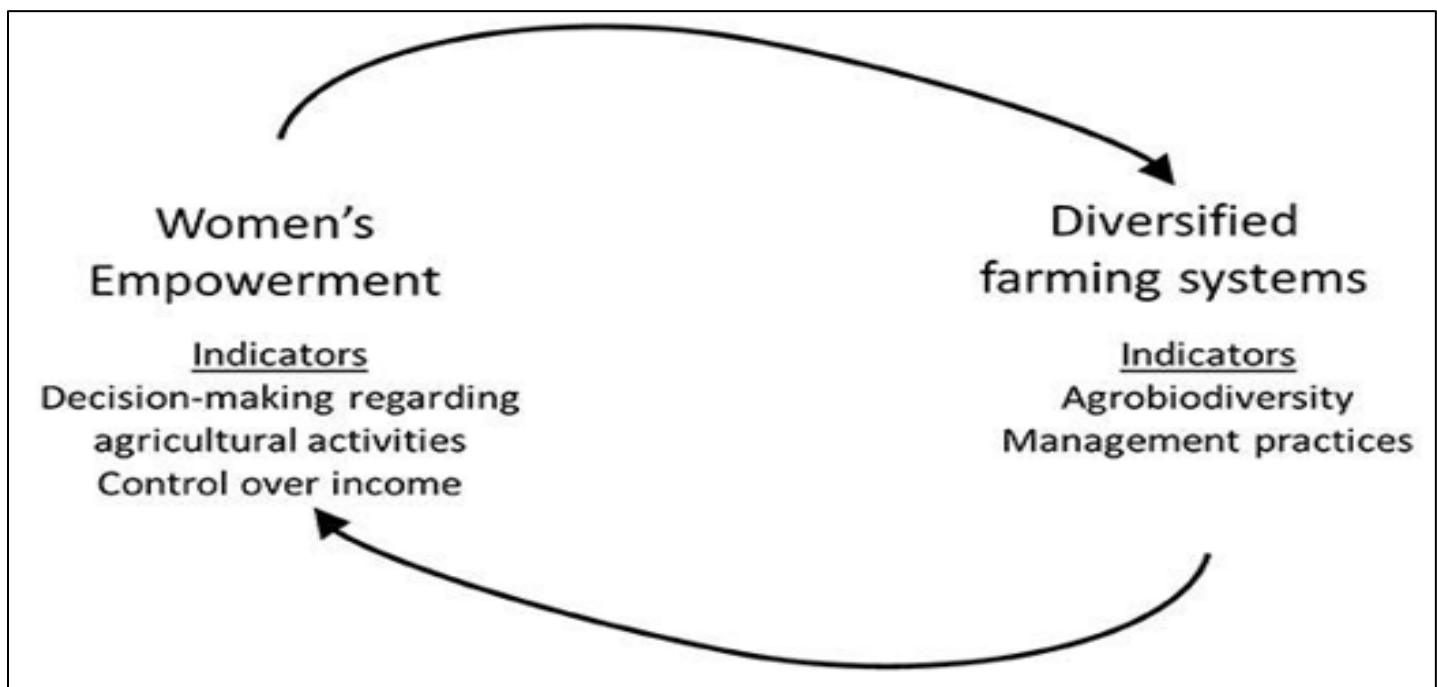 Women's
Empowerment
Indicators
Decision-making regarding
agricultural activities
Control over income
Diversified
farming systems
Indicators
Agrobiodiversity
Management practices